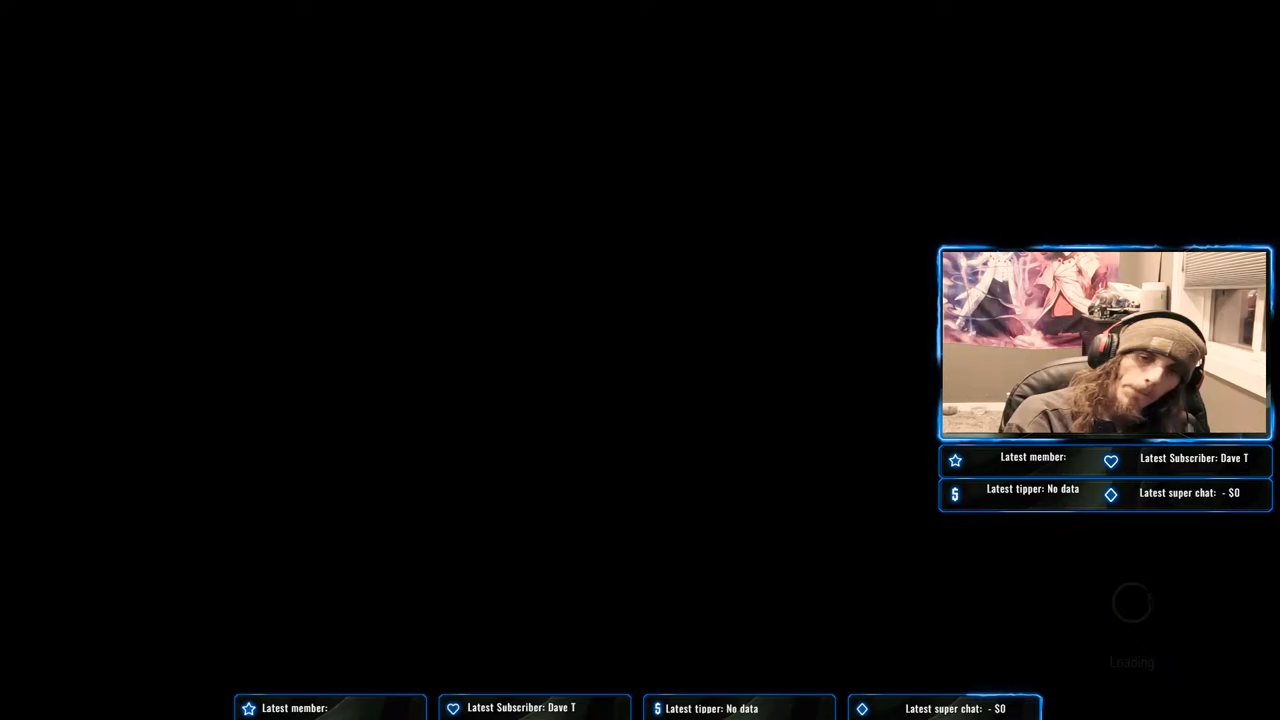 Latest member:
Latest Subscriber: Dave T
Latest tipper: No data
Latest super chat: - $0
Loading
Latest member:
Latest Subscriber: Dave T
$ Latest tipper: No data
Latest super chat: - $0